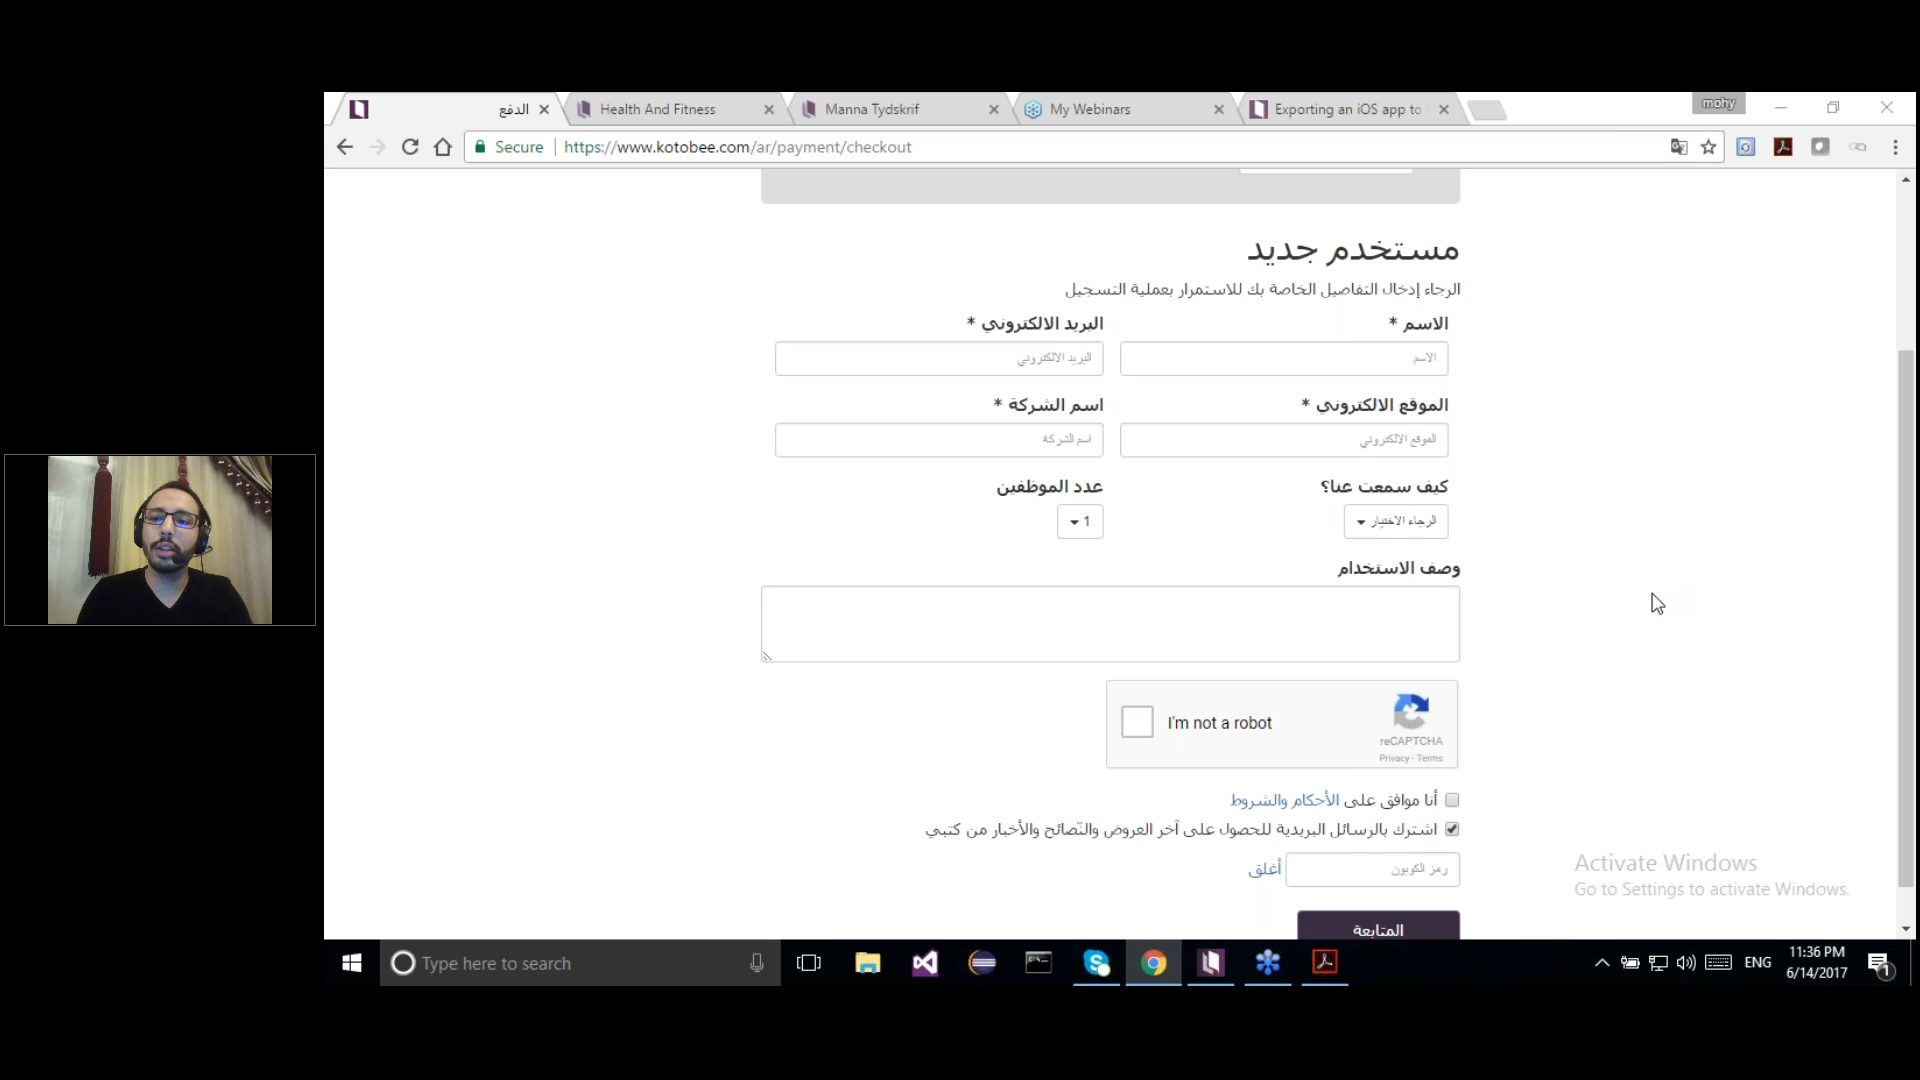 الدفع
Health And Fitness
Manna Tydskrif
My Webinars
Exporting an iOS app to
mohy
Secure
https://www.kotobee.com/ar/payment/checkout
مستخدم جديد
الرجاء إدخال التفاصيل الخاصة بك للاستمرار بعملية التسجيل
الاسم *
البريد الالكتروني *
الاسم
البريد الالكتروني
الموقع الالكتروني *
اسم الشركة *
الموقع الالكتروني
اسم الشركة
كيف سمعت عنا؟
عدد الموظفين
الرجاء الاختيار
1
وصف الاستخدام
I'm not a robot
reCAPTCHA
Privacy - Terms
أنا موافق على الأحكام والشروط
اشترك بالرسائل البريدية للحصول على آخر العروض والنّصائح والأخبار من كتبي
رمز الكوبون
أغلق
المتابعة
Activate Windows
Go to Settings to activate Windows.
Type here to search
ENG
11:36 PM
6/14/2017
1